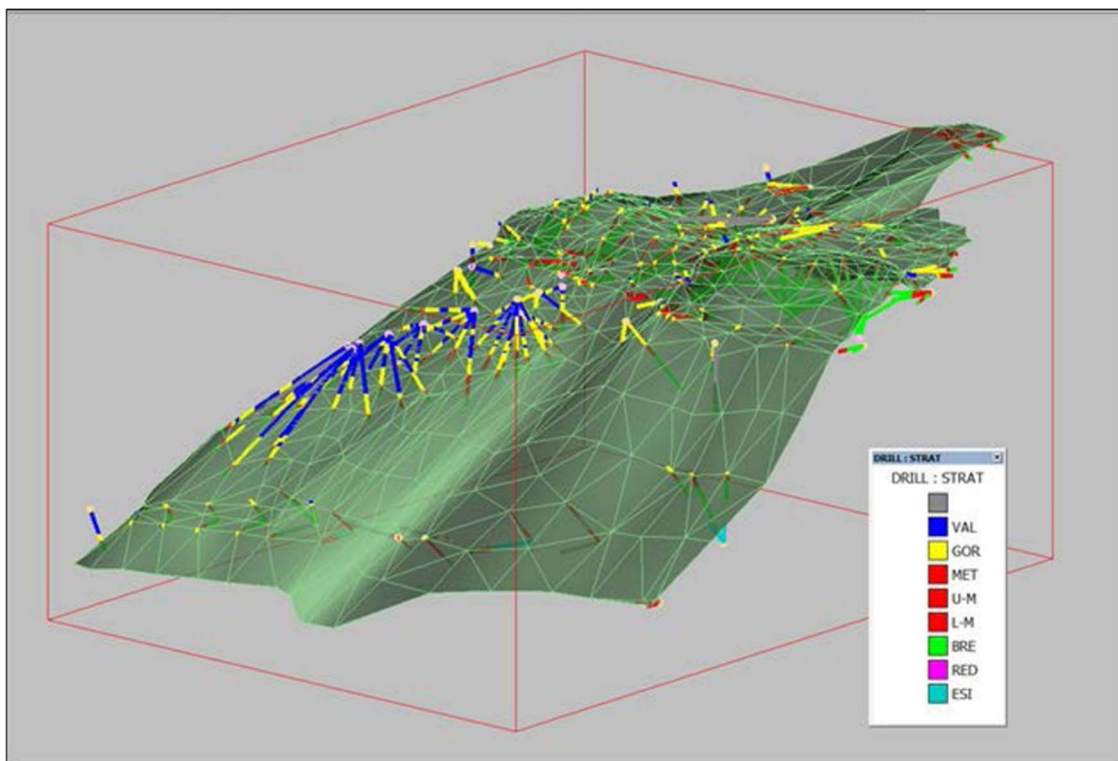 DRILL : STRAT
DRILL : STRAT
VAL
GOR
MET
U-M
L-M
BRE
RED
ESI